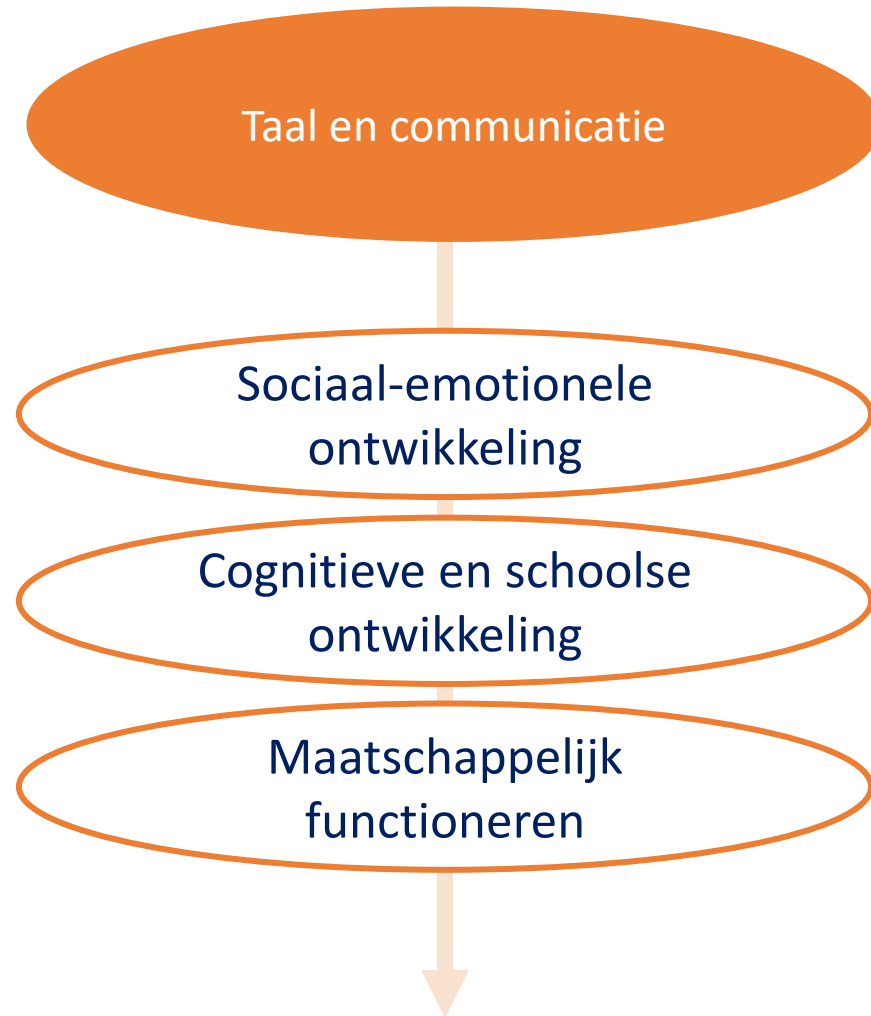 Taal en communicatie
Sociaal-emotionele
ontwikkeling
Cognitieve en schoolse
ontwikkeling
Maatschappelijk
functioneren